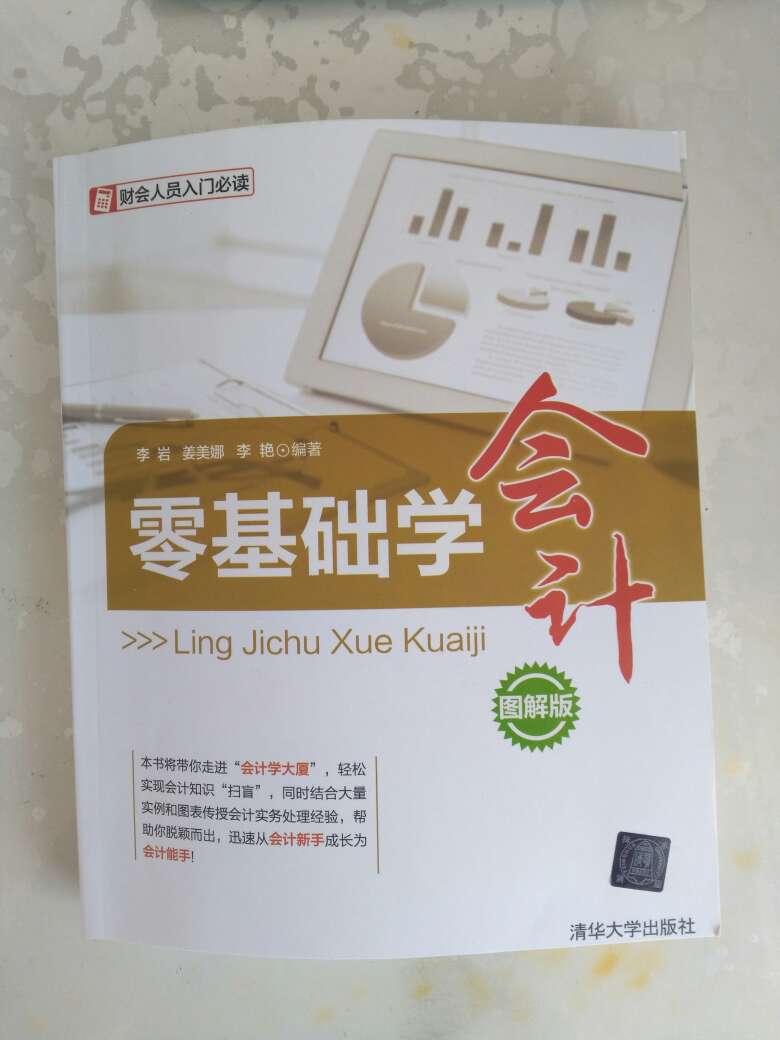 财会人员入门必读
李 岩 姜美娜 李 艳⊙编著
零基础学
会计
>>>Ling Jichu Xue Kuaiji
图解版
本书将带你走进“会计学大厦”，轻松
实现会计知识“扫盲”，同时结合大量
实例和图表传授会计实务处理经验，帮
助你脱颖而出，迅速从会计新手成长为
会计能手！
清华大学出版社